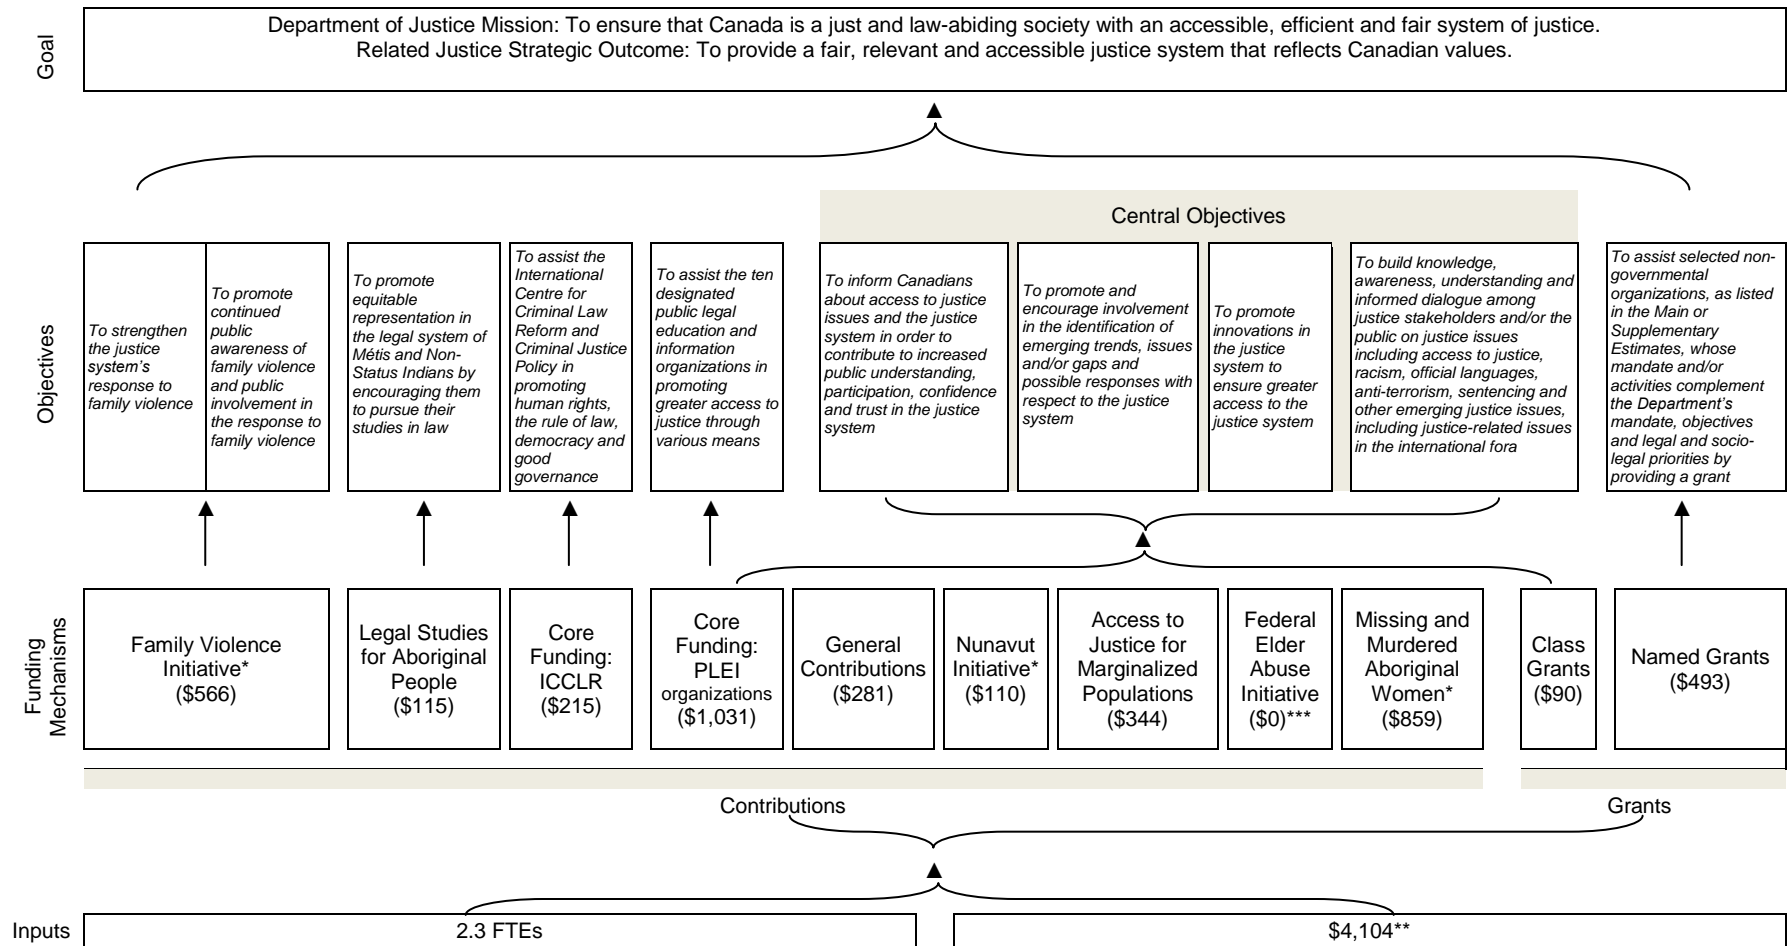 Goal
Department of Justice Mission: To ensure that Canada is a just and law-abiding society with an accessible, efficient and fair system of justice.
Related Justice Strategic Outcome: To provide a fair, relevant and accessible justice system that reflects Canadian values.
Central Objectives
Objectives
To strengthen
the justice
system's
response to
family violence
To promote
continued
public
awareness of
family violence
and public
involvement in
the response to
family violence
To promote
equitable
representation in
the legal system of
Métis and Non-
Status Indians by
encouraging them
to pursue their
studies in law
To assist the
International
Centre for
Criminal Law
Reform and
Criminal Justice
Policy in
promoting
human rights,
the rule of law,
democracy and
good
governance
To assist the ten
designated
public legal
education and
information
organizations in
promoting
greater access to
justice through
various means
To inform Canadians
about access to justice
issues and the justice
system in order to
contribute to increased
public understanding,
participation, confidence
and trust in the justice
system
To promote and
encourage involvement
in the identification of
emerging trends, issues
and/or gaps and
possible responses with
respect to the justice
system
To promote
innovations in
the justice
system to
ensure greater
access to the
justice system
To build knowledge,
awareness, understanding and
informed dialogue among
justice stakeholders and/or the
public on justice issues
including access to justice,
racism, official languages,
anti-terrorism, sentencing and
other emerging justice issues,
including justice-related issues
in the international fora
To assist selected non-
governmental
organizations, as listed
in the Main or
Supplementary
Estimates, whose
mandate and/or
activities complement
the Department's
mandate, objectives
and legal and socio-
legal priorities by
providing a grant
Funding
Mechanisms
Family Violence
Initiative*
($566)
Legal Studies
for Aboriginal
People
($115)
Core
Funding:
ICCLR
($215)
Core
Funding:
PLEI
organizations
($1,031)
General
Contributions
($281)
Nunavut
Initiative*
($110)
Access to
Justice for
Marginalized
Populations
($344)
Federal
Elder
Abuse
Initiative
($0)***
Missing and
Murdered
Aboriginal
Women*
($859)
Class
Grants
($90)
Named Grants
($493)
Contributions
Grants
Inputs
2.3 FTEs
$4,104**